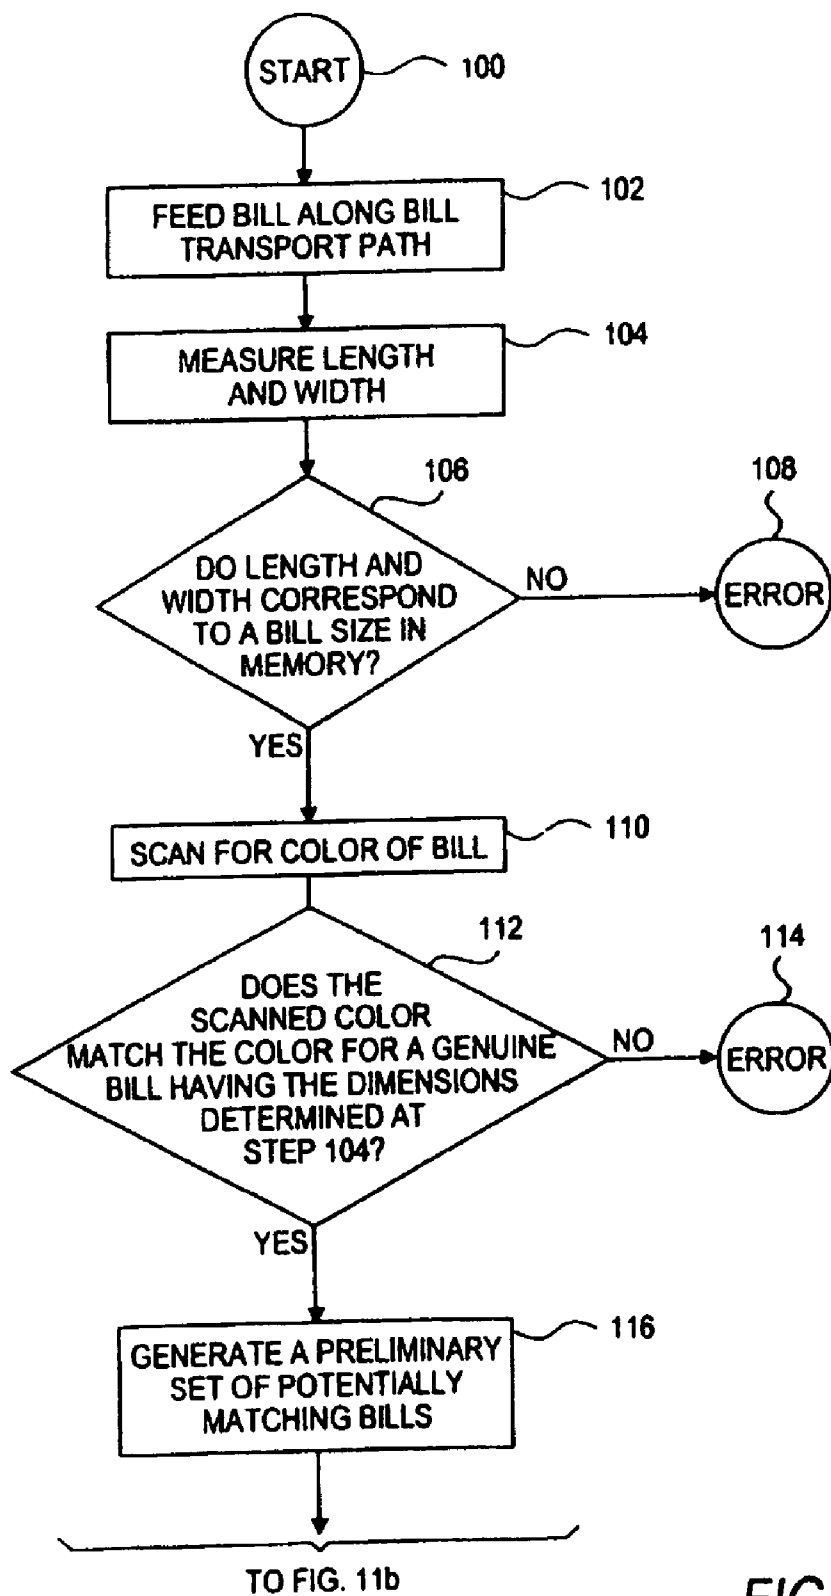 START
100
FEED BILL ALONG BILL
TRANSPORT PATH
102
MEASURE LENGTH
AND WIDTH
104
106
108
DO LENGTH AND
WIDTH CORRESPOND
TO A BILL SIZE IN
MEMORY?
NO
ERROR
YES
SCAN FOR COLOR OF BILL
110
112
114
DOES THE
SCANNED COLOR
MATCH THE COLOR FOR A GENUINE
BILL HAVING THE DIMENSIONS
DETERMINED AT
STEP 104?
NO
ERROR
YES
GENERATE A PRELIMINARY
SET OF POTENTIALLY
MATCHING BILLS
116
TO FIG. 11b